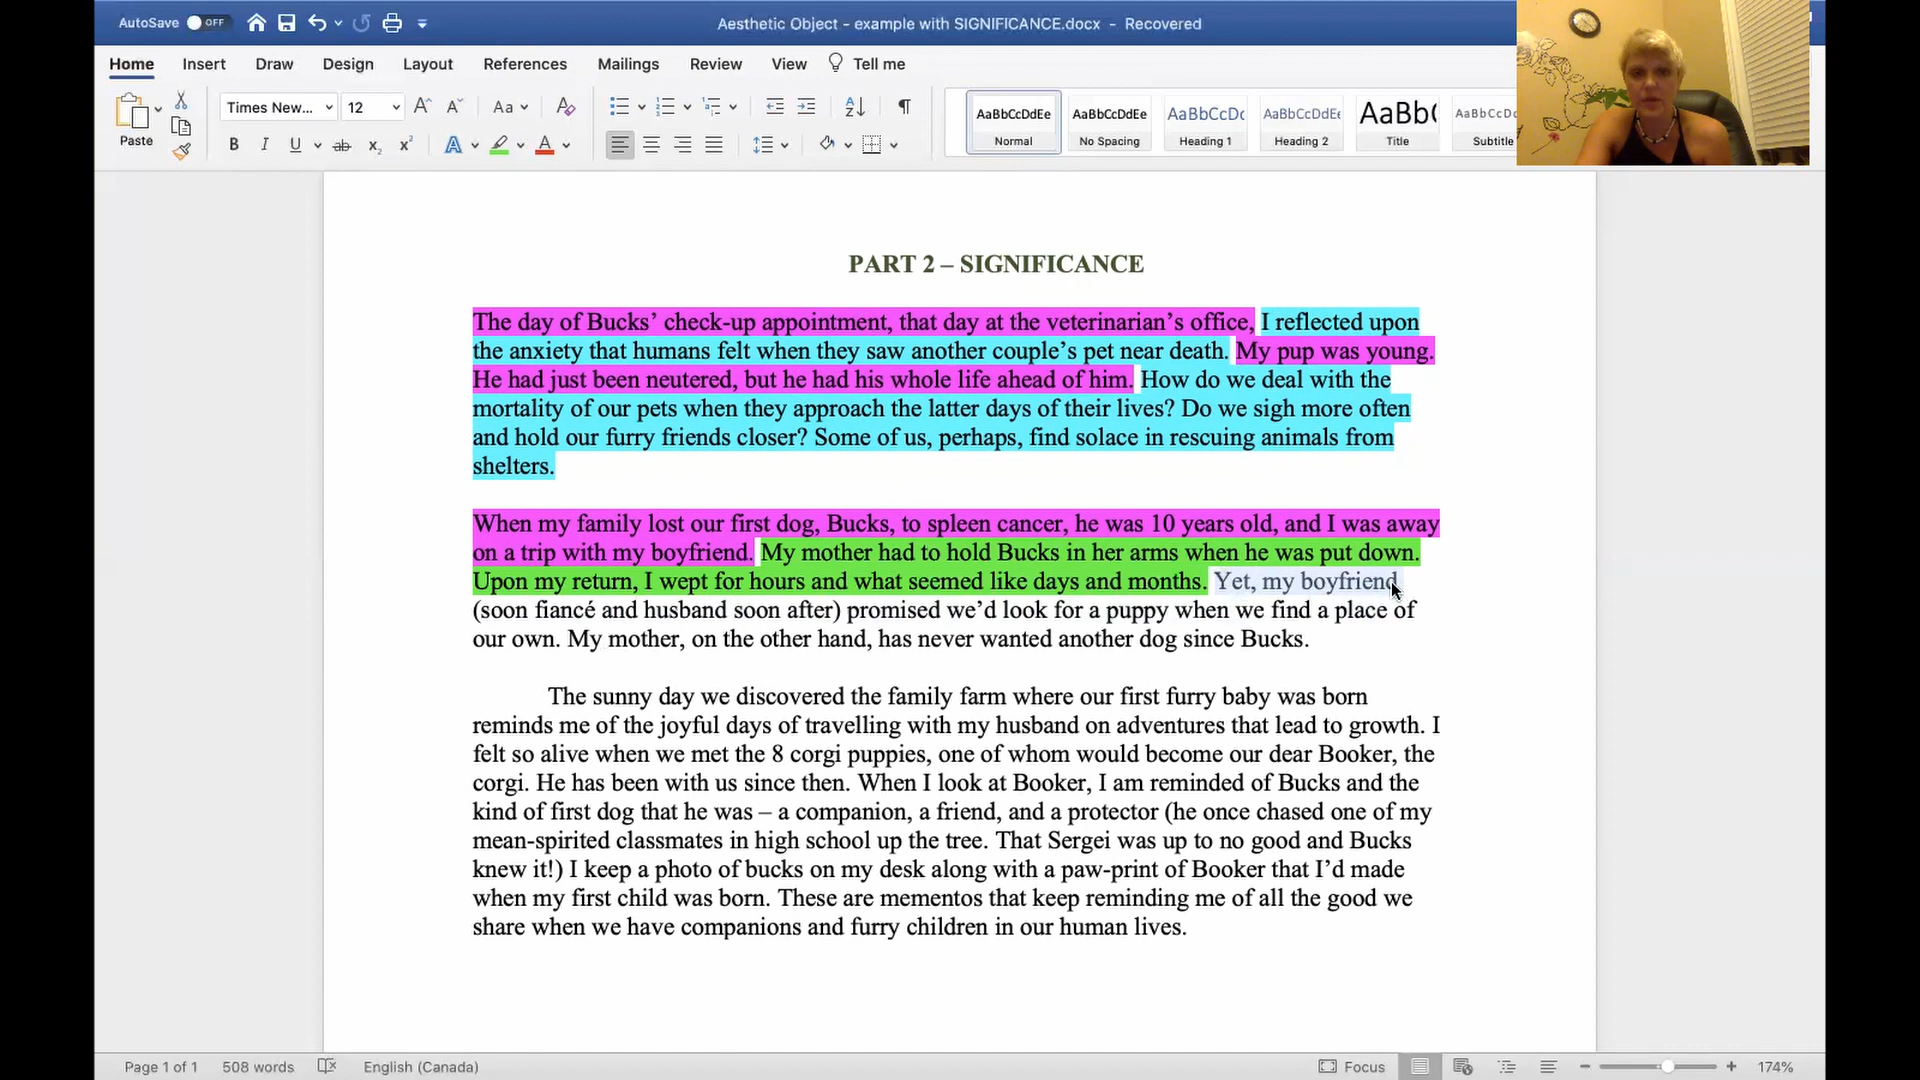 AutoSave OFF Aesthetic Object - example with SIGNIFICANCE.docx - Recovered
Home Insert Draw Design Layout References Mailings Review View Tell me
Paste Times New... 12 Aa
B I U ab x₂ x² A A
AaBbCcDdEe AaBbCcDdEe AaBbCcDc AaBbCcDdEe AaBbC AaBbCcDdEe
Normal No Spacing Heading 1 Heading 2 Title Subtitle
PART 2 – SIGNIFICANCE
The day of Bucks’ check-up appointment, that day at the veterinarian’s office, I reflected upon
the anxiety that humans felt when they saw another couple’s pet near death. My pup was young.
He had just been neutered, but he had his whole life ahead of him. How do we deal with the
mortality of our pets when they approach the latter days of their lives? Do we sigh more often
and hold our furry friends closer? Some of us, perhaps, find solace in rescuing animals from
shelters.
When my family lost our first dog, Bucks, to spleen cancer, he was 10 years old, and I was away
on a trip with my boyfriend. My mother had to hold Bucks in her arms when he was put down.
Upon my return, I wept for hours and what seemed like days and months. Yet, my boyfriend
(soon fiancé and husband soon after) promised we’d look for a puppy when we find a place of
our own. My mother, on the other hand, has never wanted another dog since Bucks.
The sunny day we discovered the family farm where our first furry baby was born
reminds me of the joyful days of travelling with my husband on adventures that lead to growth. I
felt so alive when we met the 8 corgi puppies, one of whom would become our dear Booker, the
corgi. He has been with us since then. When I look at Booker, I am reminded of Bucks and the
kind of first dog that he was – a companion, a friend, and a protector (he once chased one of my
mean-spirited classmates in high school up the tree. That Sergei was up to no good and Bucks
knew it!) I keep a photo of bucks on my desk along with a paw-print of Booker that I’d made
when my first child was born. These are mementos that keep reminding me of all the good we
share when we have companions and furry children in our human lives.
Page 1 of 1 508 words English (Canada) Focus 174%